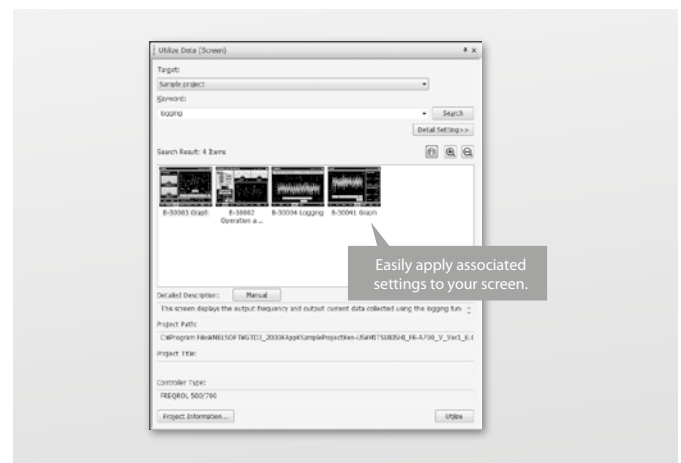 Utilize Data (Screen)
Target:
Sample project
Keyword:
logging
Search
Detail Setting>>
Search Result: 4 Items
B-30003 Graph
B-30002
Operation a...
B-30004 Logging
B-30041 Graph
Easily apply associated
settings to your screen.
Detailed Description:
Manual
This screen displays the output frequency and output current data collected using the logging fun
Project Path:
Project Title:
Controller Type:
FREQROL 500/700
Project Information...
Utilize